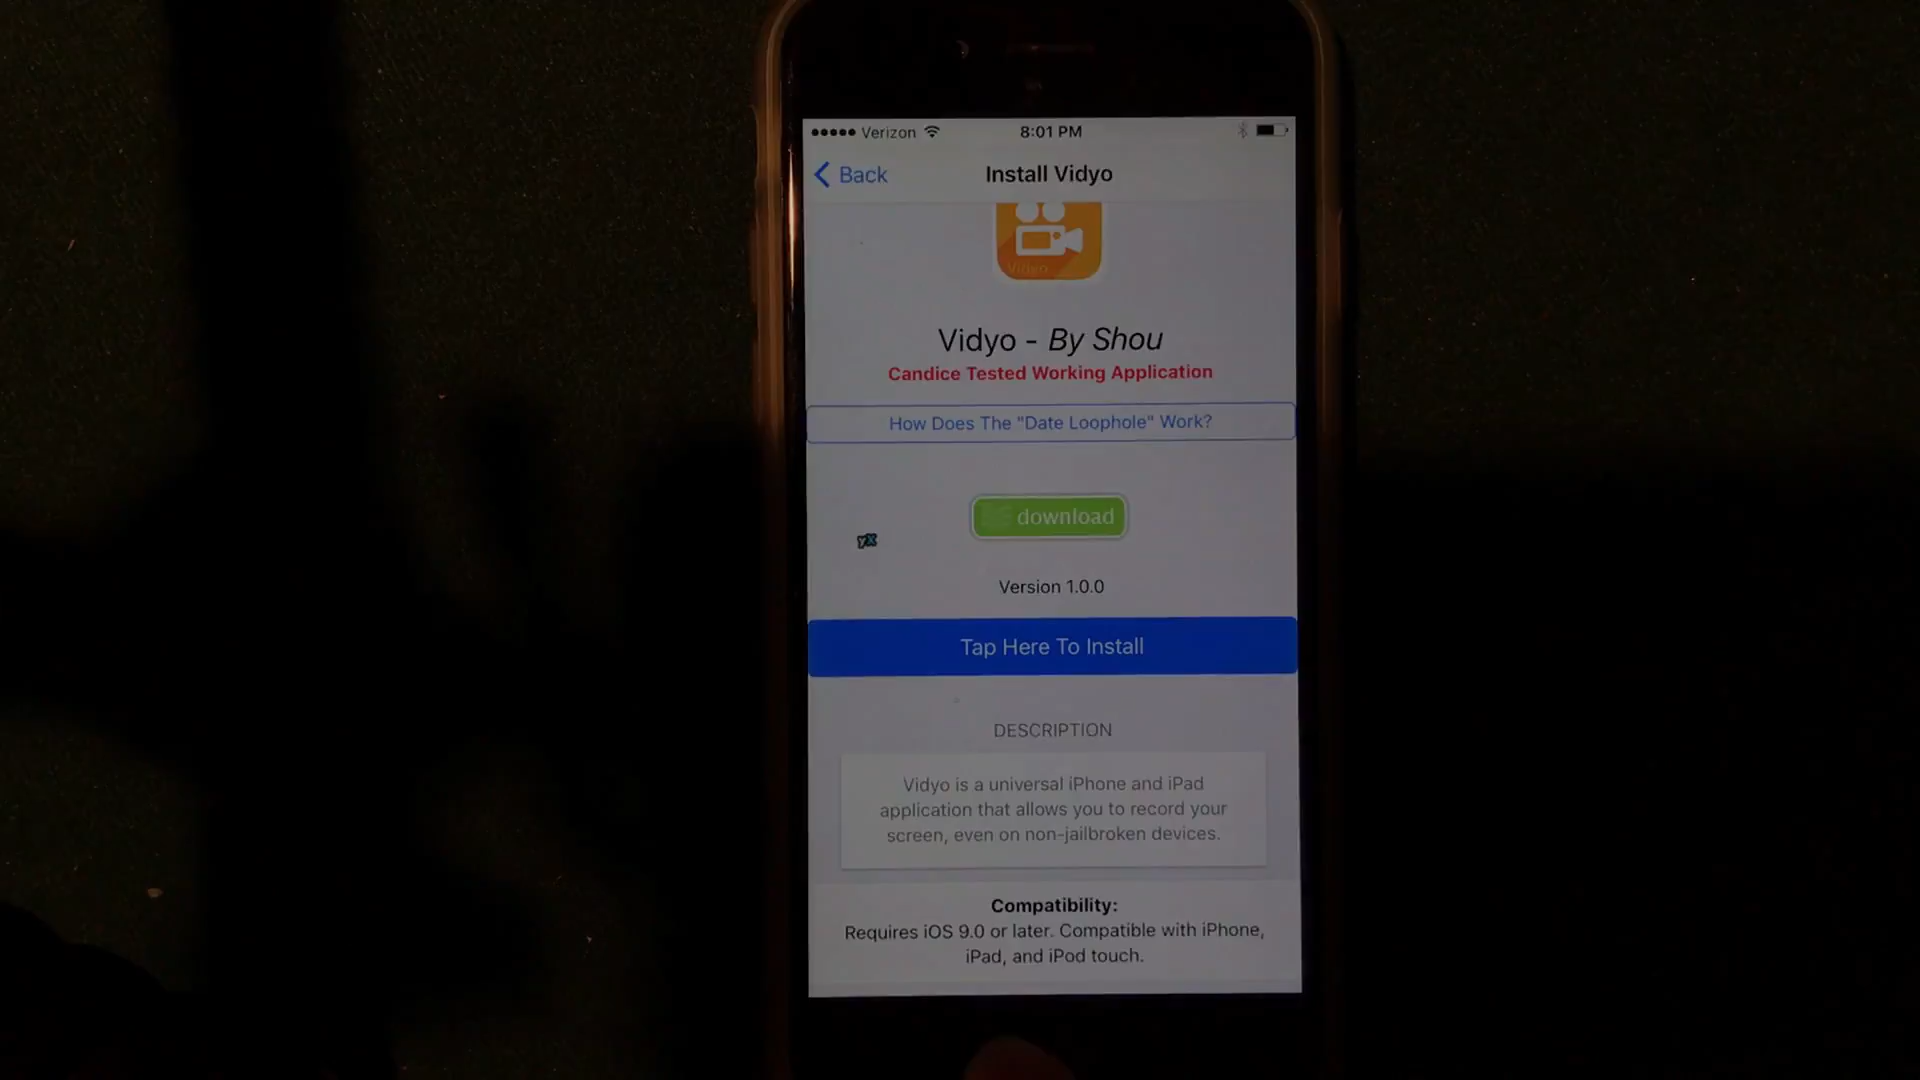 Verizon 8:01 PM
Back Install Vidyo
Vidyo
Vidyo - By Shou
Candice Tested Working Application
How Does The "Date Loophole" Work?
download
yX
Version 1.0.0
Tap Here To Install
DESCRIPTION
Vidyo is a universal iPhone and iPad
application that allows you to record your
screen, even on non-jailbroken devices.
Compatibility:
Requires iOS 9.0 or later. Compatible with iPhone,
iPad, and iPod touch.